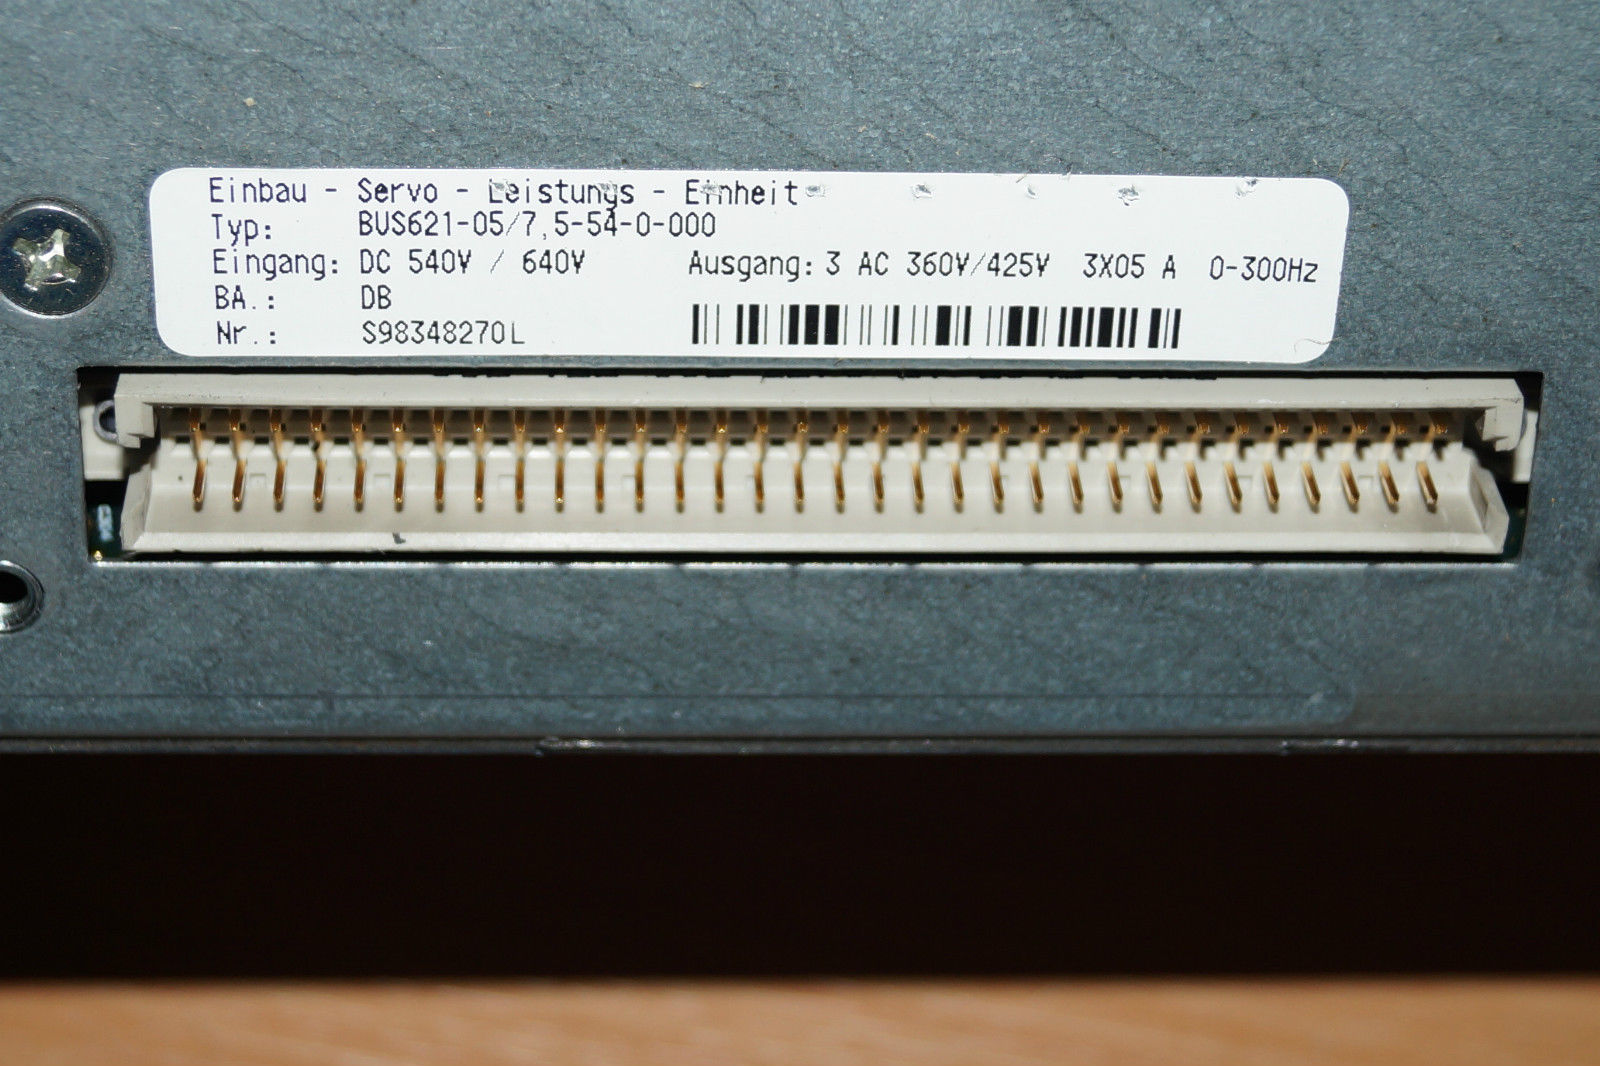 Einbau - Servo - Leistungs - Einheit
Typ: BUS621-05/7,5-54-0-000
Eingang: DC 540V / 640V Ausgang: 3 AC 360V/425V 3X05 A 0-300Hz
BA.: DB
Nr.: S98348270L